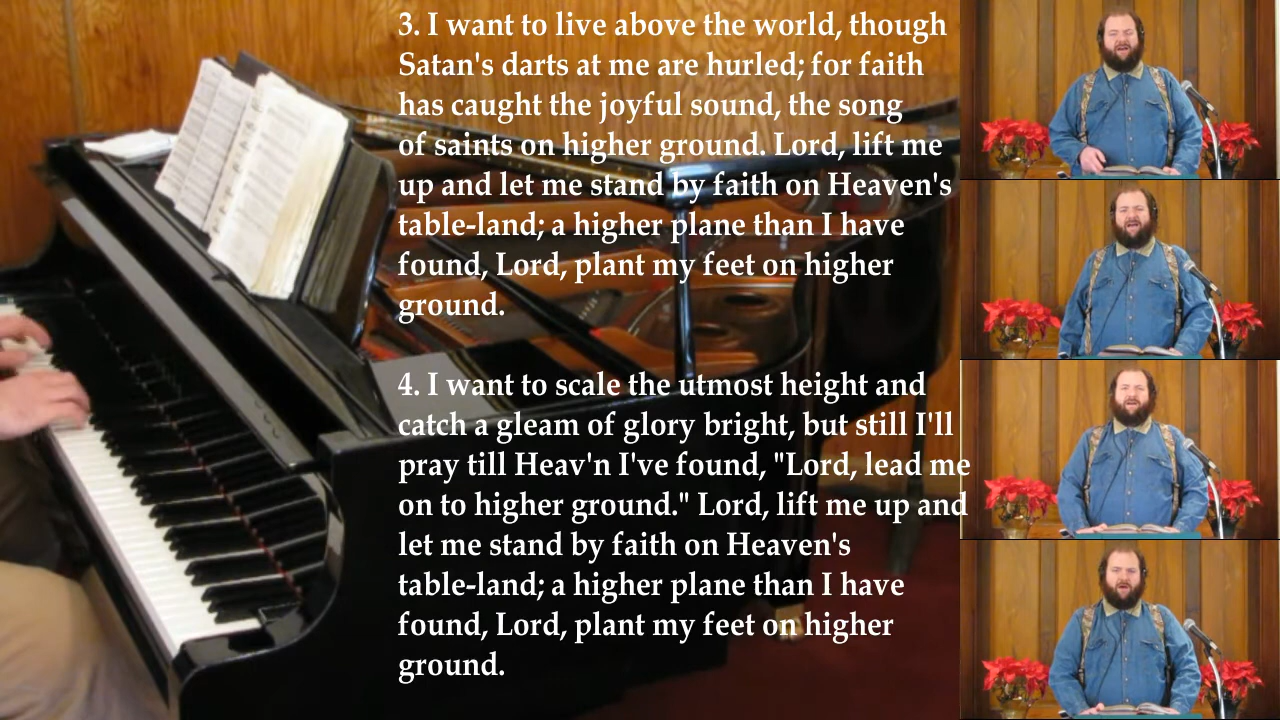 3. I want to live above the world, though
Satan's darts at me are hurled; for faith
has caught the joyful sound, the song
of saints on higher ground. Lord, lift me
up and let me stand by faith on Heaven's
table-land; a higher plane than I have
found, Lord, plant my feet on higher
ground.
4. I want to scale the utmost height and
catch a gleam of glory bright, but still I'll
pray till Heav'n I've found, "Lord, lead me
on to higher ground." Lord, lift me up and
let me stand by faith on Heaven's
table-land; a higher plane than I have
found, Lord, plant my feet on higher
ground.